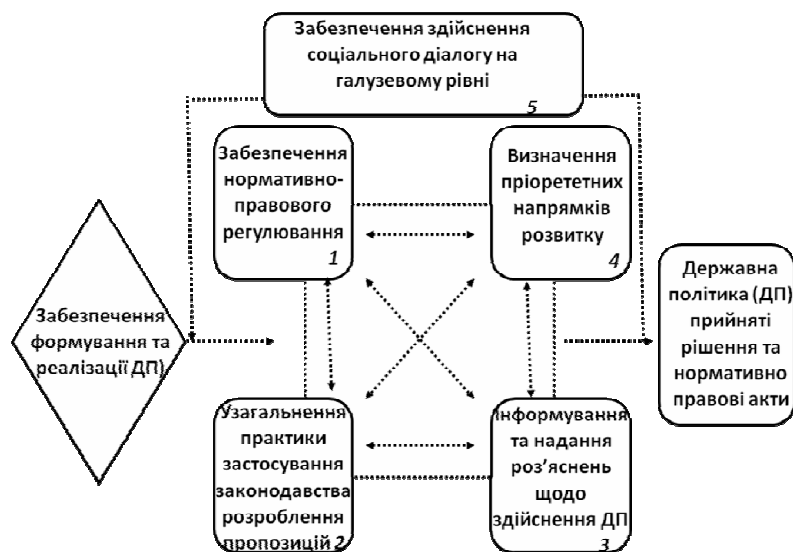 Забезпечення здійснення
соціального діалогу на
галузевому рівні
5
Забезпечення
нормативно-
правового
регулювання
1
Визначення
пріорететних
напрямків
розвитку
4
Забезпечення
формування та
реалізації ДП)
Державна
політика (ДП)
прийняті
рішення та
нормативно
правові акти
Узагальнення
практики
застосування
законодавства
розроблення
пропозицій 2
Інформування
та надання
роз’яснень
щодо
здійснення ДП
3